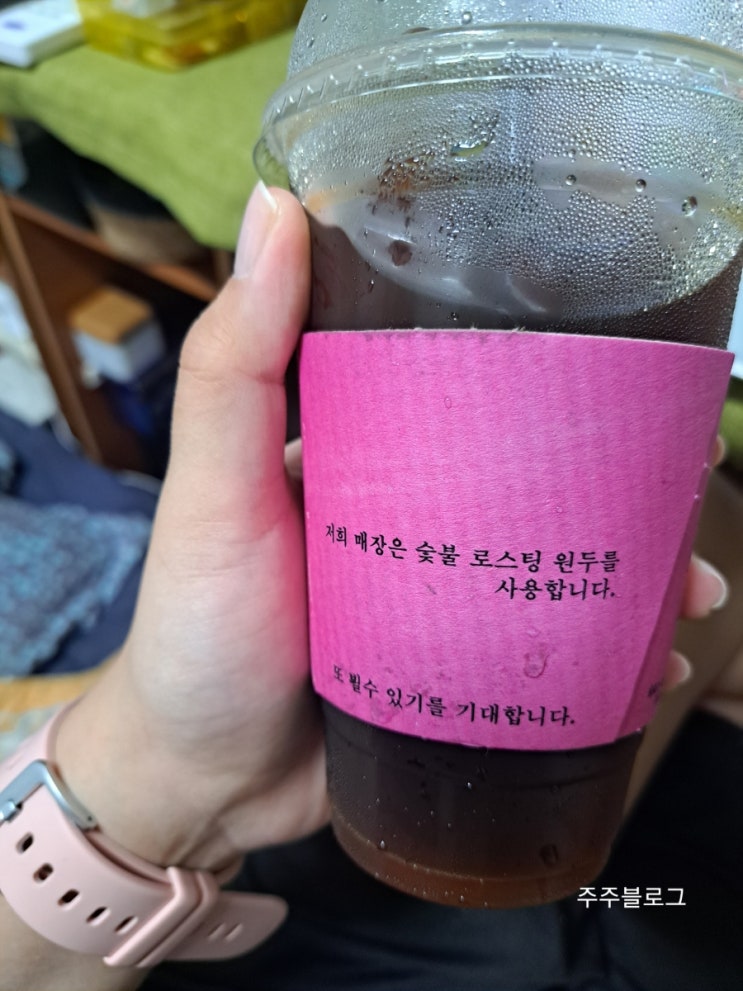 저희 매장은 숯불 로스팅 원두를
사용합니다.
또 뵐수 있기를 기대합니다.
주주블로그